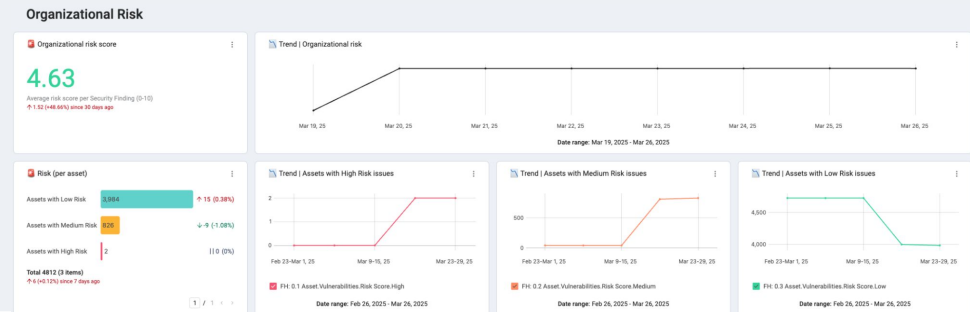 Organizational Risk
Organizational risk score
4.63
Average risk score per Security Finding (0-10)
↑ 1.52 (+48.66%) since 30 days ago
Trend | Organizational risk
Mar 19, 25 Mar 20, 25 Mar 21, 25 Mar 22, 25 Mar 23, 25 Mar 24, 25 Mar 25, 25 Mar 26, 25
Date range: Mar 19, 2025 - Mar 26, 2025
Risk (per asset)
Assets with Low Risk 3,984 ↑ 15 (0.38%)
Assets with Medium Risk 826 ↓ -9 (-1.08%)
Assets with High Risk 2 || 0 (0%)
Total 4812 (3 items)
↑ 6 (+0.12%) since 7 days ago
1 / 1
Trend | Assets with High Risk issues
2
1
0
Feb 23-Mar 1, 25 Mar 9-15, 25 Mar 23-29, 25
FH: 0.1 Asset.Vulnerabilities.Risk Score.High
Date range: Feb 26, 2025 - Mar 26, 2025
Trend | Assets with Medium Risk issues
500
0
Feb 23-Mar 1, 25 Mar 9-15, 25 Mar 23-29, 25
FH: 0.2 Asset.Vulnerabilities.Risk Score.Medium
Date range: Feb 26, 2025 - Mar 26, 2025
Trend | Assets with Low Risk issues
4,500
4,000
Feb 23-Mar 1, 25 Mar 9-15, 25 Mar 23-29, 25
FH: 0.3 Asset.Vulnerabilities.Risk Score.Low
Date range: Feb 26, 2025 - Mar 26, 2025